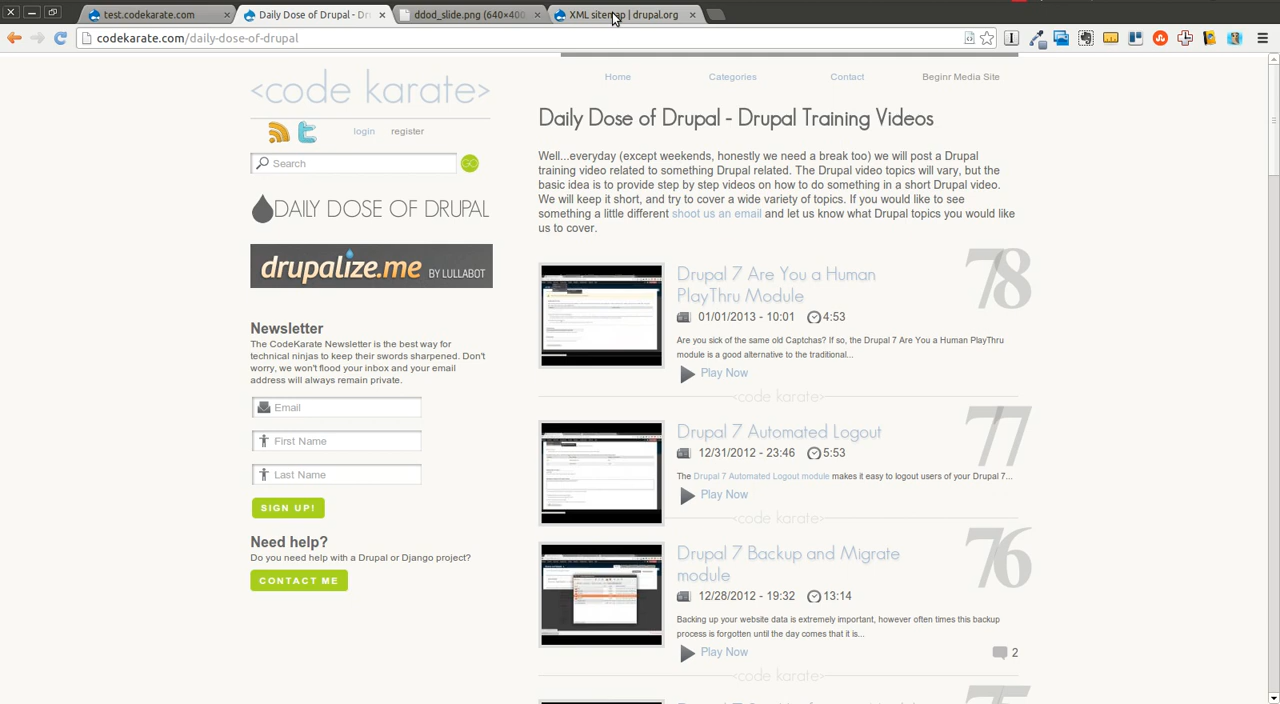 test.codekarate.com
Daily Dose of Drupal - Dr
ddod_slide.png (640×400
XML sitemap | drupal.org
codekarate.com/daily-dose-of-drupal
<code karate>
Home
Categories
Contact
Beginr Media Site
login
register
Search
GO
DAILY DOSE OF DRUPAL
drupalize.me BY LULLABOT
Newsletter
The CodeKarate Newsletter is the best way for
technical ninjas to keep their swords sharpened. Don't
worry, we won't flood your inbox and your email
address will always remain private.
Email
First Name
Last Name
SIGN UP!
Need help?
Do you need help with a Drupal or Django project?
CONTACT ME
Daily Dose of Drupal - Drupal Training Videos
Well...everyday (except weekends, honestly we need a break too) we will post a Drupal
training video related to something Drupal related. The Drupal video topics will vary, but the
basic idea is to provide step by step videos on how to do something in a short Drupal video.
We will keep it short, and try to cover a wide variety of topics. If you would like to see
something a little different shoot us an email and let us know what Drupal topics you would like
us to cover.
78
Drupal 7 Are You a Human
PlayThru Module
01/01/2013 - 10:01 4:53
Are you sick of the same old Captchas? If so, the Drupal 7 Are You a Human PlayThru
module is a good alternative to the traditional...
Play Now
<code karate>
77
Drupal 7 Automated Logout
12/31/2012 - 23:46 5:53
The Drupal 7 Automated Logout module makes it easy to logout users of your Drupal 7...
Play Now
<code karate>
76
Drupal 7 Backup and Migrate
module
12/28/2012 - 19:32 13:14
Backing up your website data is extremely important, however often times this backup
process is forgotten until the day comes that it is...
Play Now
2
<code karate>